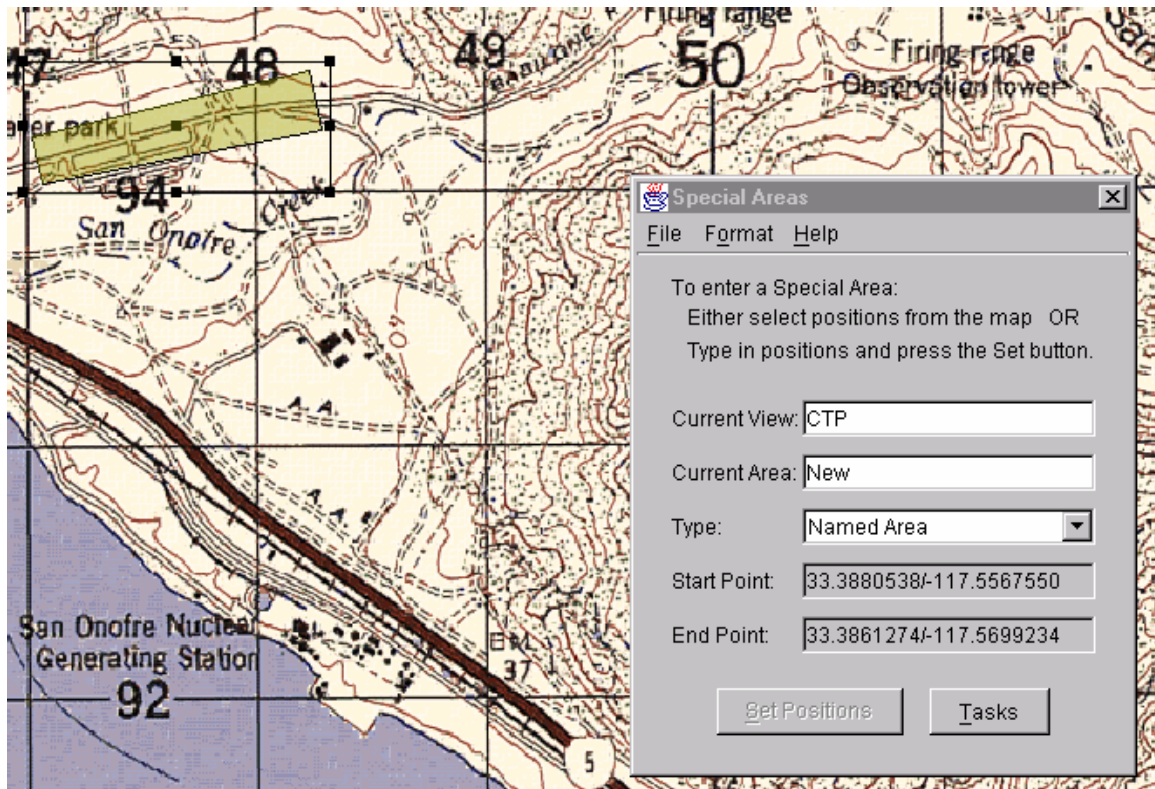 Firing range
47
48
49
50
Firing range
Observation tower
park
94
San Onofre Creek
40
A. A.
A. A.
San Onofre Nuclear
Generating Station
92
37
5
Special Areas
File Format Help
To enter a Special Area:
Either select positions from the map OR
Type in positions and press the Set button.
Current View: CTP
Current Area: New
Type: Named Area
Start Point: 33.3880538/-117.5567550
End Point: 33.3861274/-117.5699234
Set Positions Tasks